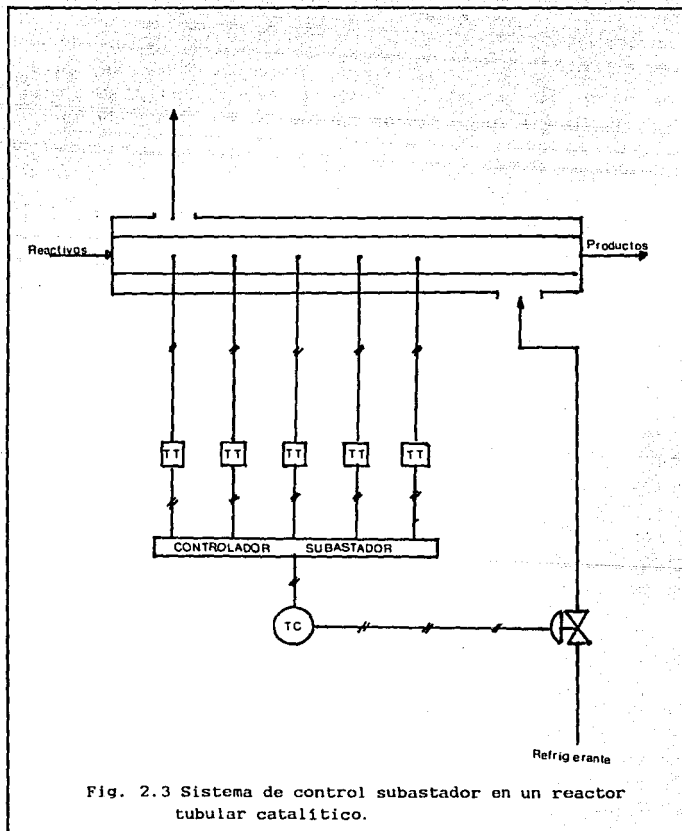 Reactivos
Productos
TT TT TT TT TT
CONTROLADOR SUBASTADOR
TC
Refrigerante
Fig. 2.3 Sistema de control subastador en un reactor
tubular catalítico.